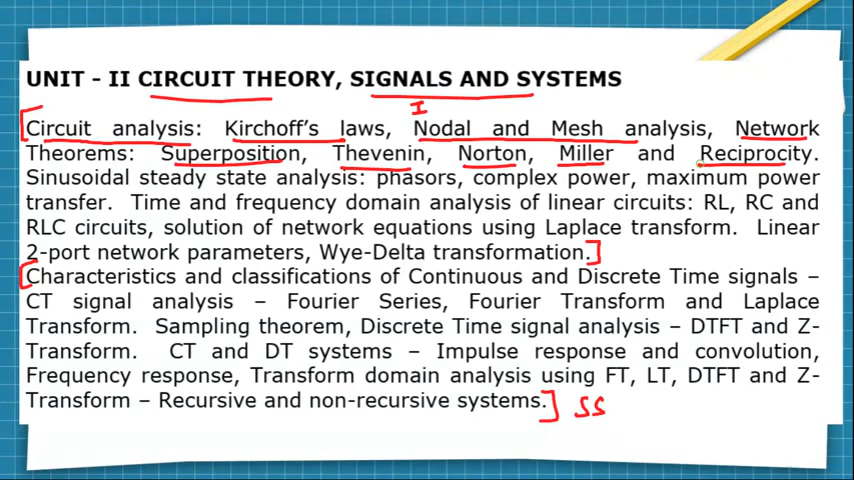 UNIT - II CIRCUIT THEORY, SIGNALS AND SYSTEMS
I
Circuit analysis: Kirchoff's laws, Nodal and Mesh analysis, Network
Theorems: Superposition, Thevenin, Norton, Miller and Reciprocity.
Sinusoidal steady state analysis: phasors, complex power, maximum power
transfer. Time and frequency domain analysis of linear circuits: RL, RC and
RLC circuits, solution of network equations using Laplace transform. Linear
2-port network parameters, Wye-Delta transformation.
Characteristics and classifications of Continuous and Discrete Time signals –
CT signal analysis – Fourier Series, Fourier Transform and Laplace
Transform. Sampling theorem, Discrete Time signal analysis – DTFT and Z-
Transform. CT and DT systems – Impulse response and convolution,
Frequency response, Transform domain analysis using FT, LT, DTFT and Z-
Transform – Recursive and non-recursive systems. SS